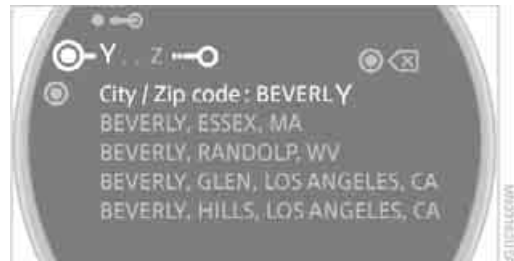 Y . . Z
City / Zip code : BEVERLY
BEVERLY, ESSEX, MA
BEVERLY, RANDOLP, WV
BEVERLY, GLEN, LOS ANGELES, CA
BEVERLY, HILLS, LOS ANGELES, CA